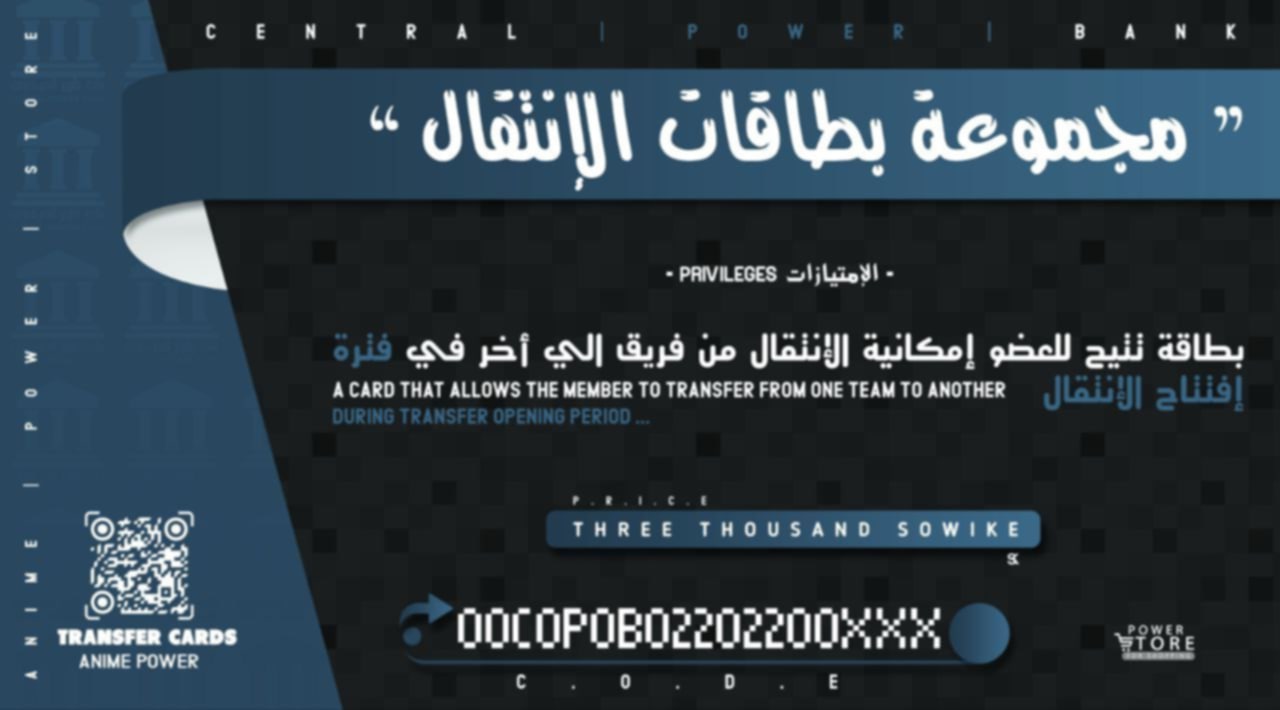 CENTRAL | POWER | BANK
” مجموعة بطاقات الإنتقال “
- PRIVILEGES الإمتيازات -
بطاقة تتيح للعضو إمكانية الإنتقال من فريق إلي أخر في فترة
إفتتاح الإنتقال
A CARD THAT ALLOWS THE MEMBER TO TRANSFER FROM ONE TEAM TO ANOTHER
DURING TRANSFER OPENING PERIOD ...
P.R.I.C.E
THREE THOUSAND SOWIKE
SK
00C0P0B02202200XXX
C.O.D.E
ANIME | POWER | STORE
TRANSFER CARDS
ANIME POWER
POWER
STORE